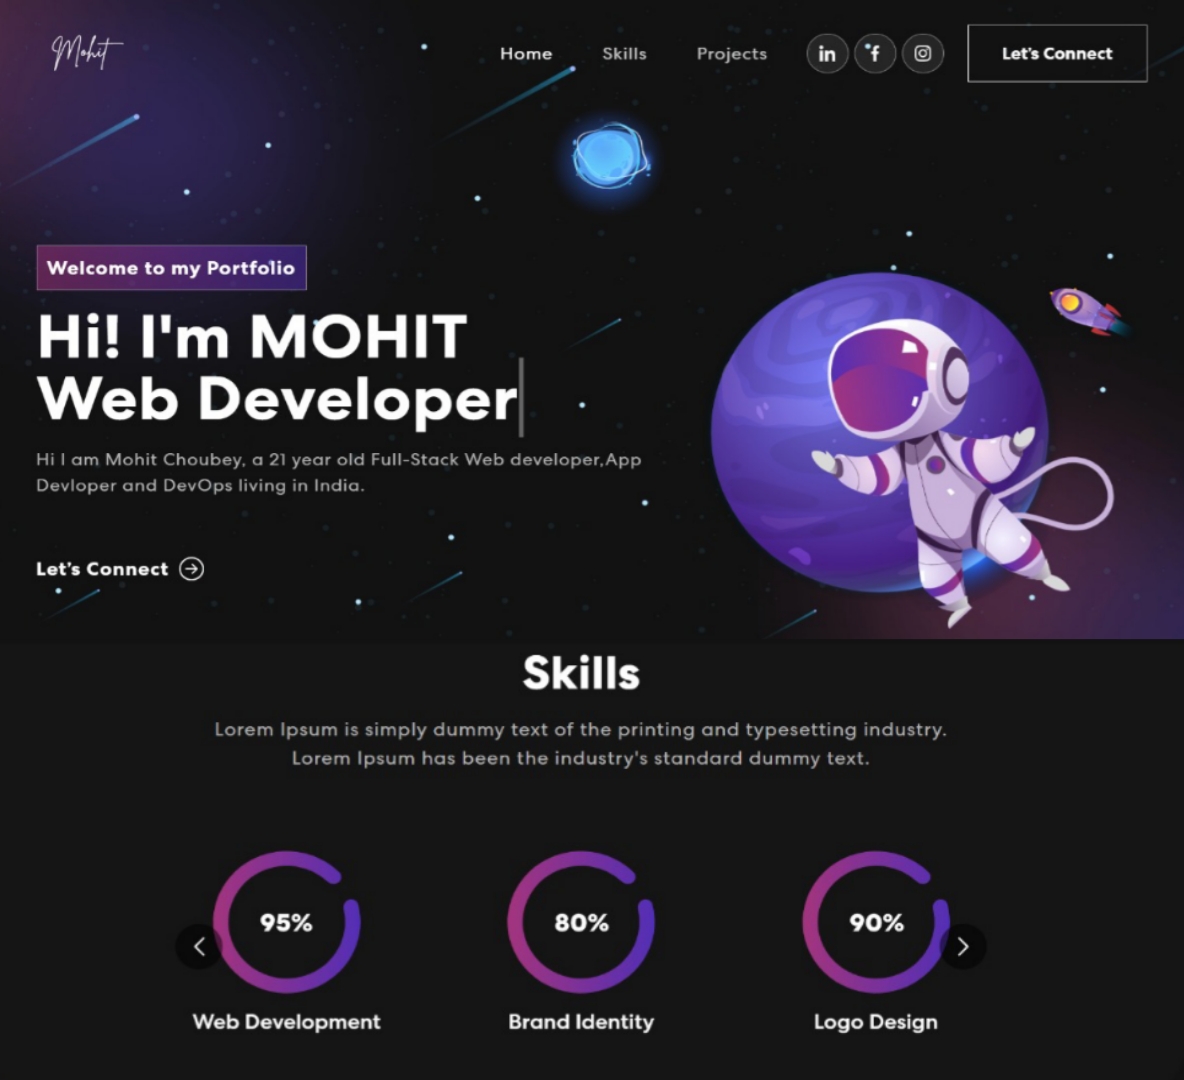 Mohit
Home Skills Projects in f Let's Connect
Welcome to my Portfolio
Hi! I'm MOHIT
Web Developer
Hi I am Mohit Choubey, a 21 year old Full-Stack Web developer,App
Devloper and DevOps living in India.
Let's Connect
Skills
Lorem Ipsum is simply dummy text of the printing and typesetting industry.
Lorem Ipsum has been the industry's standard dummy text.
95% 80% 90%
Web Development Brand Identity Logo Design